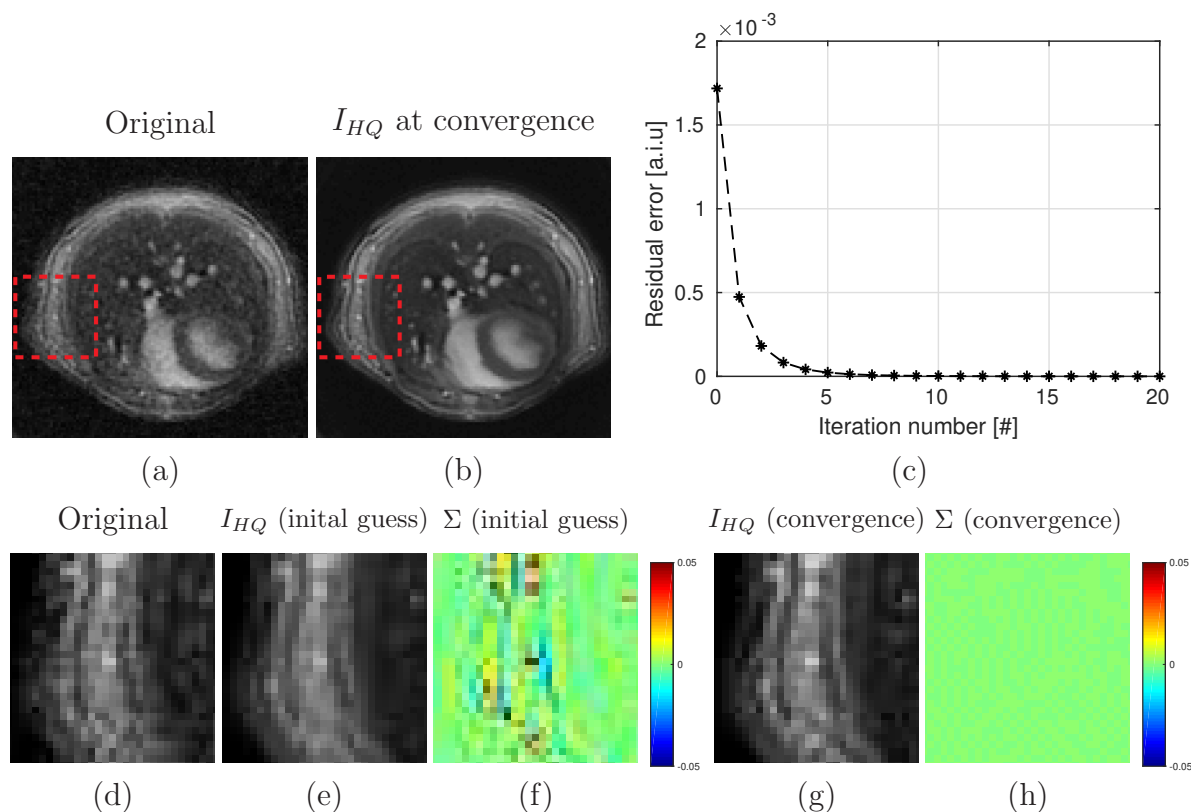 Original
I_HQ at convergence
(a)
(b)
×10^-3
2
1.5
1
0.5
0
Residual error [a.i.u]
0 5 10 15 20
Iteration number [#]
(c)
Original
I_HQ (inital guess)
Σ (initial guess)
I_HQ (convergence)
Σ (convergence)
0.05
0
-0.05
0.05
0
-0.05
(d)
(e)
(f)
(g)
(h)